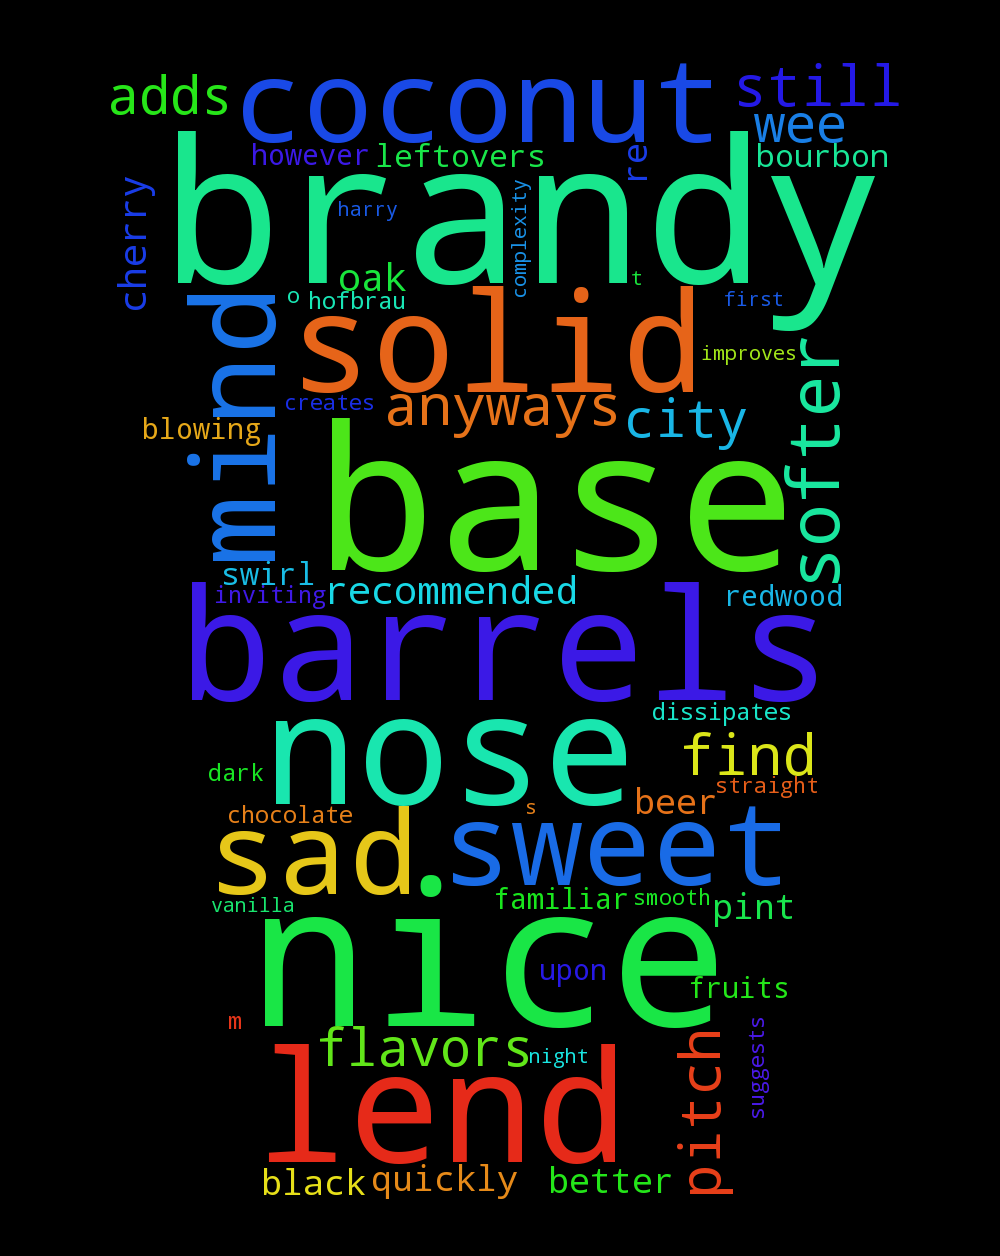 coconut
still
adds
wee
brandy
however
leftovers
re
bourbon
cherry
harry
complexity
oak
t
o
hofbrau
first
mind
solid
improves
softer
creates
anyways
city
blowing
base
swirl
inviting
recommended
redwood
barrels
dissipates
nose
find
dark
straight
chocolate
s
beer
sad
sweet
vanilla
familiar
smooth
pint
nice
upon
fruits
m
flavors
night
suggests
lend
pitch
black
quickly
better